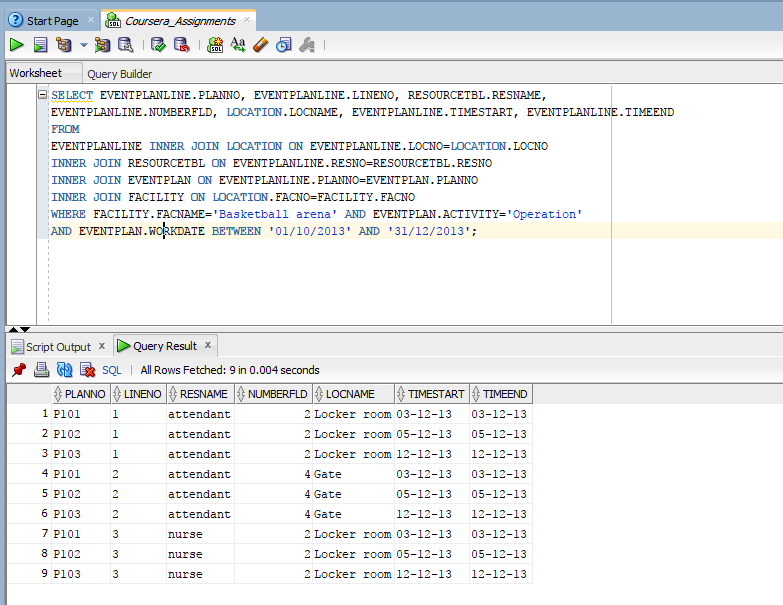 Start Page
Coursera_Assignments
Worksheet Query Builder
SELECT EVENTPLANLINE.PLANNO, EVENTPLANLINE.LINENO, RESOURCETBL.RESNAME,
EVENTPLANLINE.NUMBERFLD, LOCATION.LOCNAME, EVENTPLANLINE.TIMESTART, EVENTPLANLINE.TIMEEND
FROM
EVENTPLANLINE INNER JOIN LOCATION ON EVENTPLANLINE.LOCNO=LOCATION.LOCNO
INNER JOIN RESOURCETBL ON EVENTPLANLINE.RESNO=RESOURCETBL.RESNO
INNER JOIN EVENTPLAN ON EVENTPLANLINE.PLANNO=EVENTPLAN.PLANNO
INNER JOIN FACILITY ON LOCATION.FACNO=FACILITY.FACNO
WHERE FACILITY.FACNAME='Basketball arena' AND EVENTPLAN.ACTIVITY='Operation'
AND EVENTPLAN.WORKDATE BETWEEN '01/10/2013' AND '31/12/2013';
Script Output x Query Result x
SQL | All Rows Fetched: 9 in 0.004 seconds
PLANNO LINENO RESNAME NUMBERFLD LOCNAME TIMESTART TIMEEND
1 P101 1 attendant 2 Locker room 03-12-13 03-12-13
2 P102 1 attendant 2 Locker room 05-12-13 05-12-13
3 P103 1 attendant 2 Locker room 12-12-13 12-12-13
4 P101 2 attendant 4 Gate 03-12-13 03-12-13
5 P102 2 attendant 4 Gate 05-12-13 05-12-13
6 P103 2 attendant 4 Gate 12-12-13 12-12-13
7 P101 3 nurse 2 Locker room 03-12-13 03-12-13
8 P102 3 nurse 2 Locker room 05-12-13 05-12-13
9 P103 3 nurse 2 Locker room 12-12-13 12-12-13